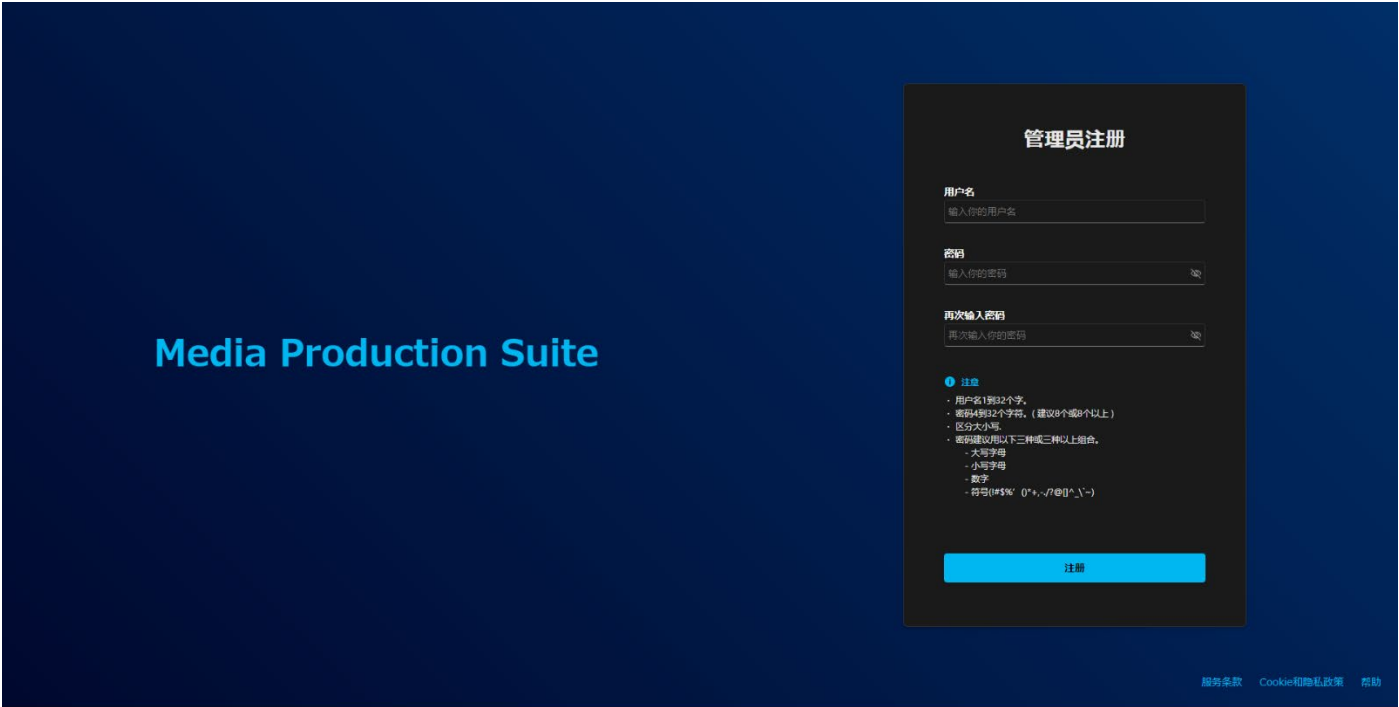 管理员注册
用户名
输入你的用户名
密码
输入你的密码
再次输入密码
Media Production Suite
再次输入你的密码
注意
· 用户名1到32个字。
· 密码4到32个字符。( 建议8个或8个以上 )
· 区分大小写.
· 密码建议用以下三种或三种以上组合。
- 大写字母
- 小写字母
- 数字
- 符号(!#$%' ()*+,-./?@[]^_\`~)
注册
服务条款 Cookie和隐私政策 帮助